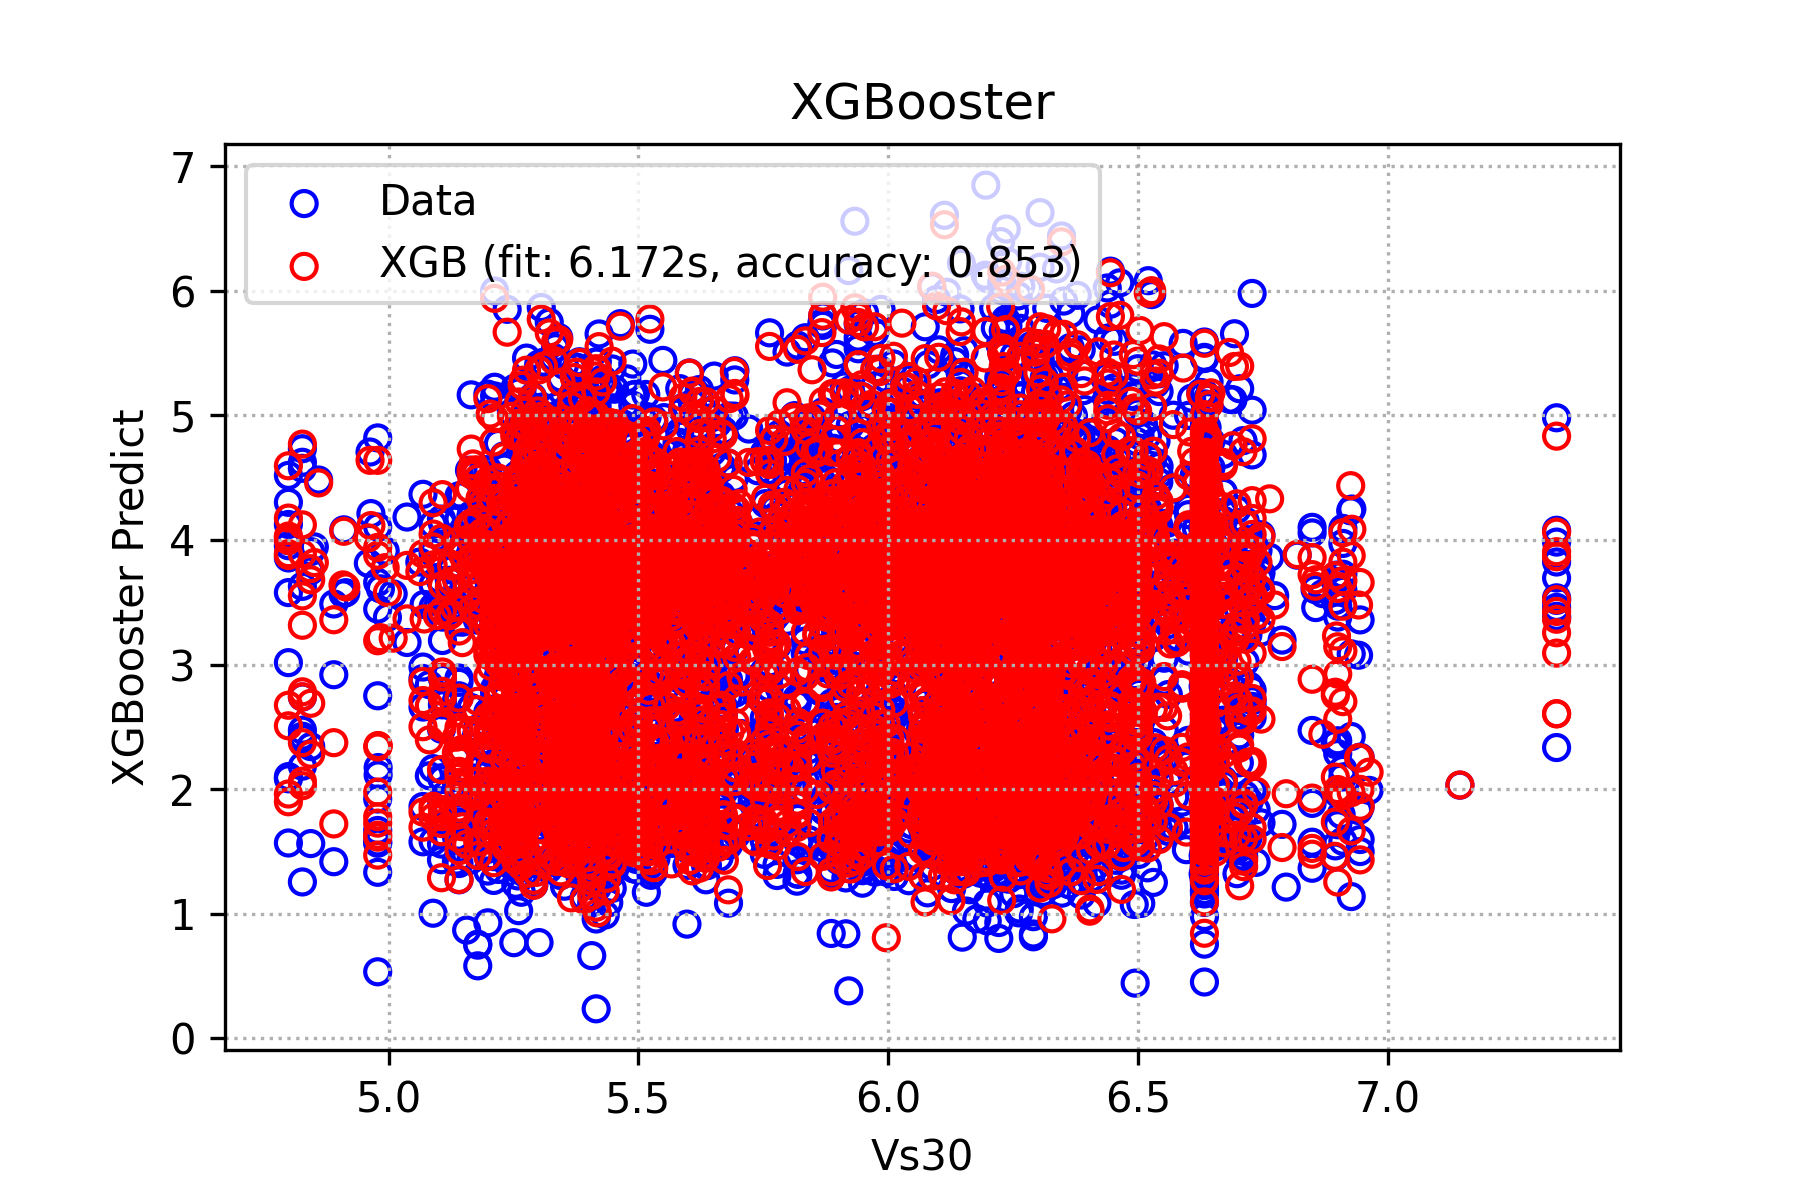 XGBooster
Data
XGB (fit: 6.172s, accuracy: 0.853)
7
6
5
4
3
2
1
0
XGBooster Predict
5.0 5.5 6.0 6.5 7.0
Vs30